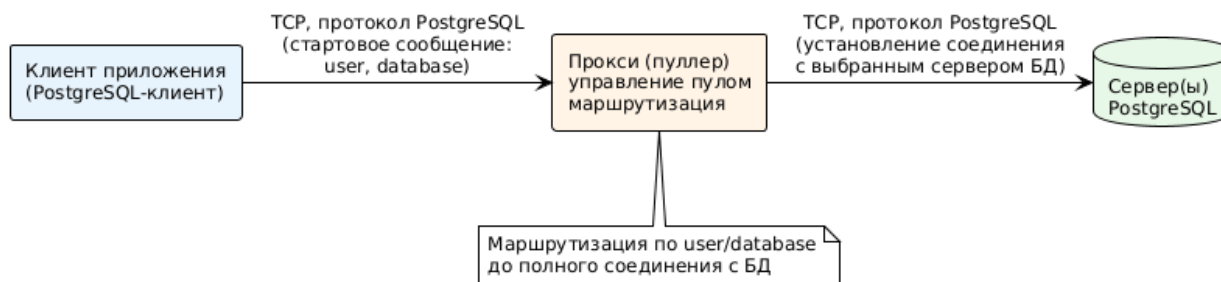 TCP, протокол PostgreSQL
(стартовое сообщение:
user, database)
TCP, протокол PostgreSQL
(установление соединения
с выбранным сервером БД)
Клиент приложения
(PostgreSQL-клиент)
Прокси (пуллер)
управление пулом
маршрутизация
Сервер(ы)
PostgreSQL
Маршрутизация по user/database
до полного соединения с БД